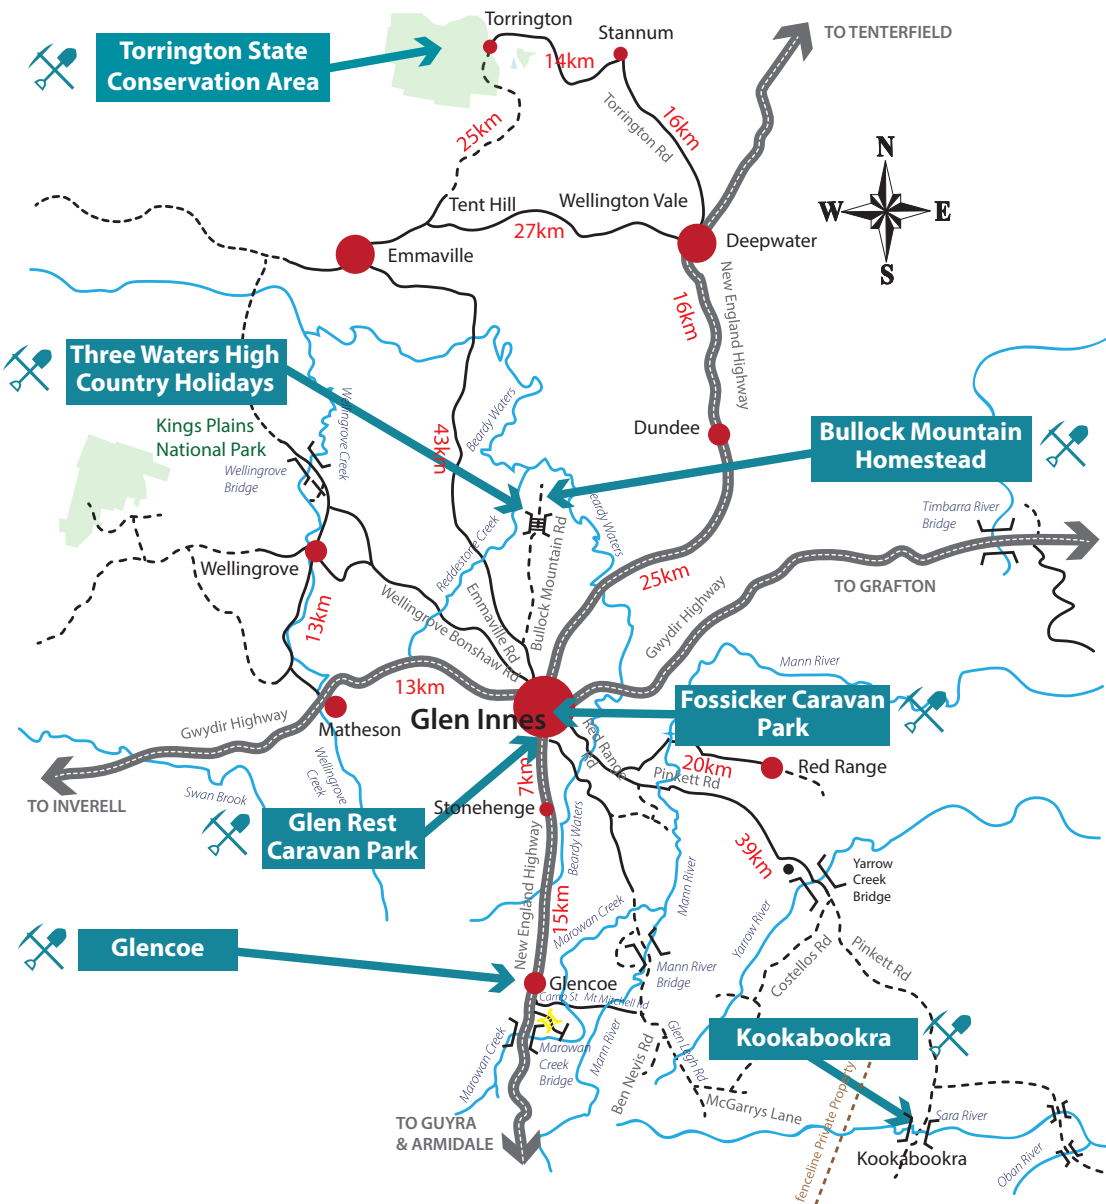 Torrington
Stannum
TO TENTERFIELD
Torrington State
Conservation Area
14km
25km
16km
Torrington Rd
N
W
E
S
Tent Hill
Wellington Vale
27km
Emmaville
Deepwater
New England Highway
16km
Three Waters High
Country Holidays
Wellingrove Creek
Beardy Waters
43km
Kings Plains
National Park
Wellingrove
Bridge
Dundee
Bullock Mountain
Homestead
Beardy Waters
Timbarra River
Bridge
Reddestone Creek
Bullock Mountain Rd
Wellingrove
25km
TO GRAFTON
Gwydir Highway
13km
Wellingrove Bonshaw Rd
Emmaville Rd
Mann River
13km
Gwydir Highway
Matheson
Glen Innes
Fossicker Caravan
Park
Red Range
Rd
20km
Pinkett Rd
Red Range
TO INVERELL
Swan Brook
Wellingrove
Creek
7km
Stonehenge
Glen Rest
Caravan Park
Beardy Waters
New England Highway
39km
Yarrow
Creek
Bridge
Mann River
15km
Marowan Creek
Yarrow River
Costellos Rd
Pinkett Rd
Glencoe
Glencoe
Mann River
Bridge
Camp St
Mt Mitchell Rd
Marowan Creek
Marowan
Creek
Bridge
Mann River
Ben Nevis Rd
Glen Legh Rd
Kookabookra
McGarrys Lane
fenceline Private Property
Sara River
TO GUYRA
& ARMIDALE
Kookabookra
Oban River